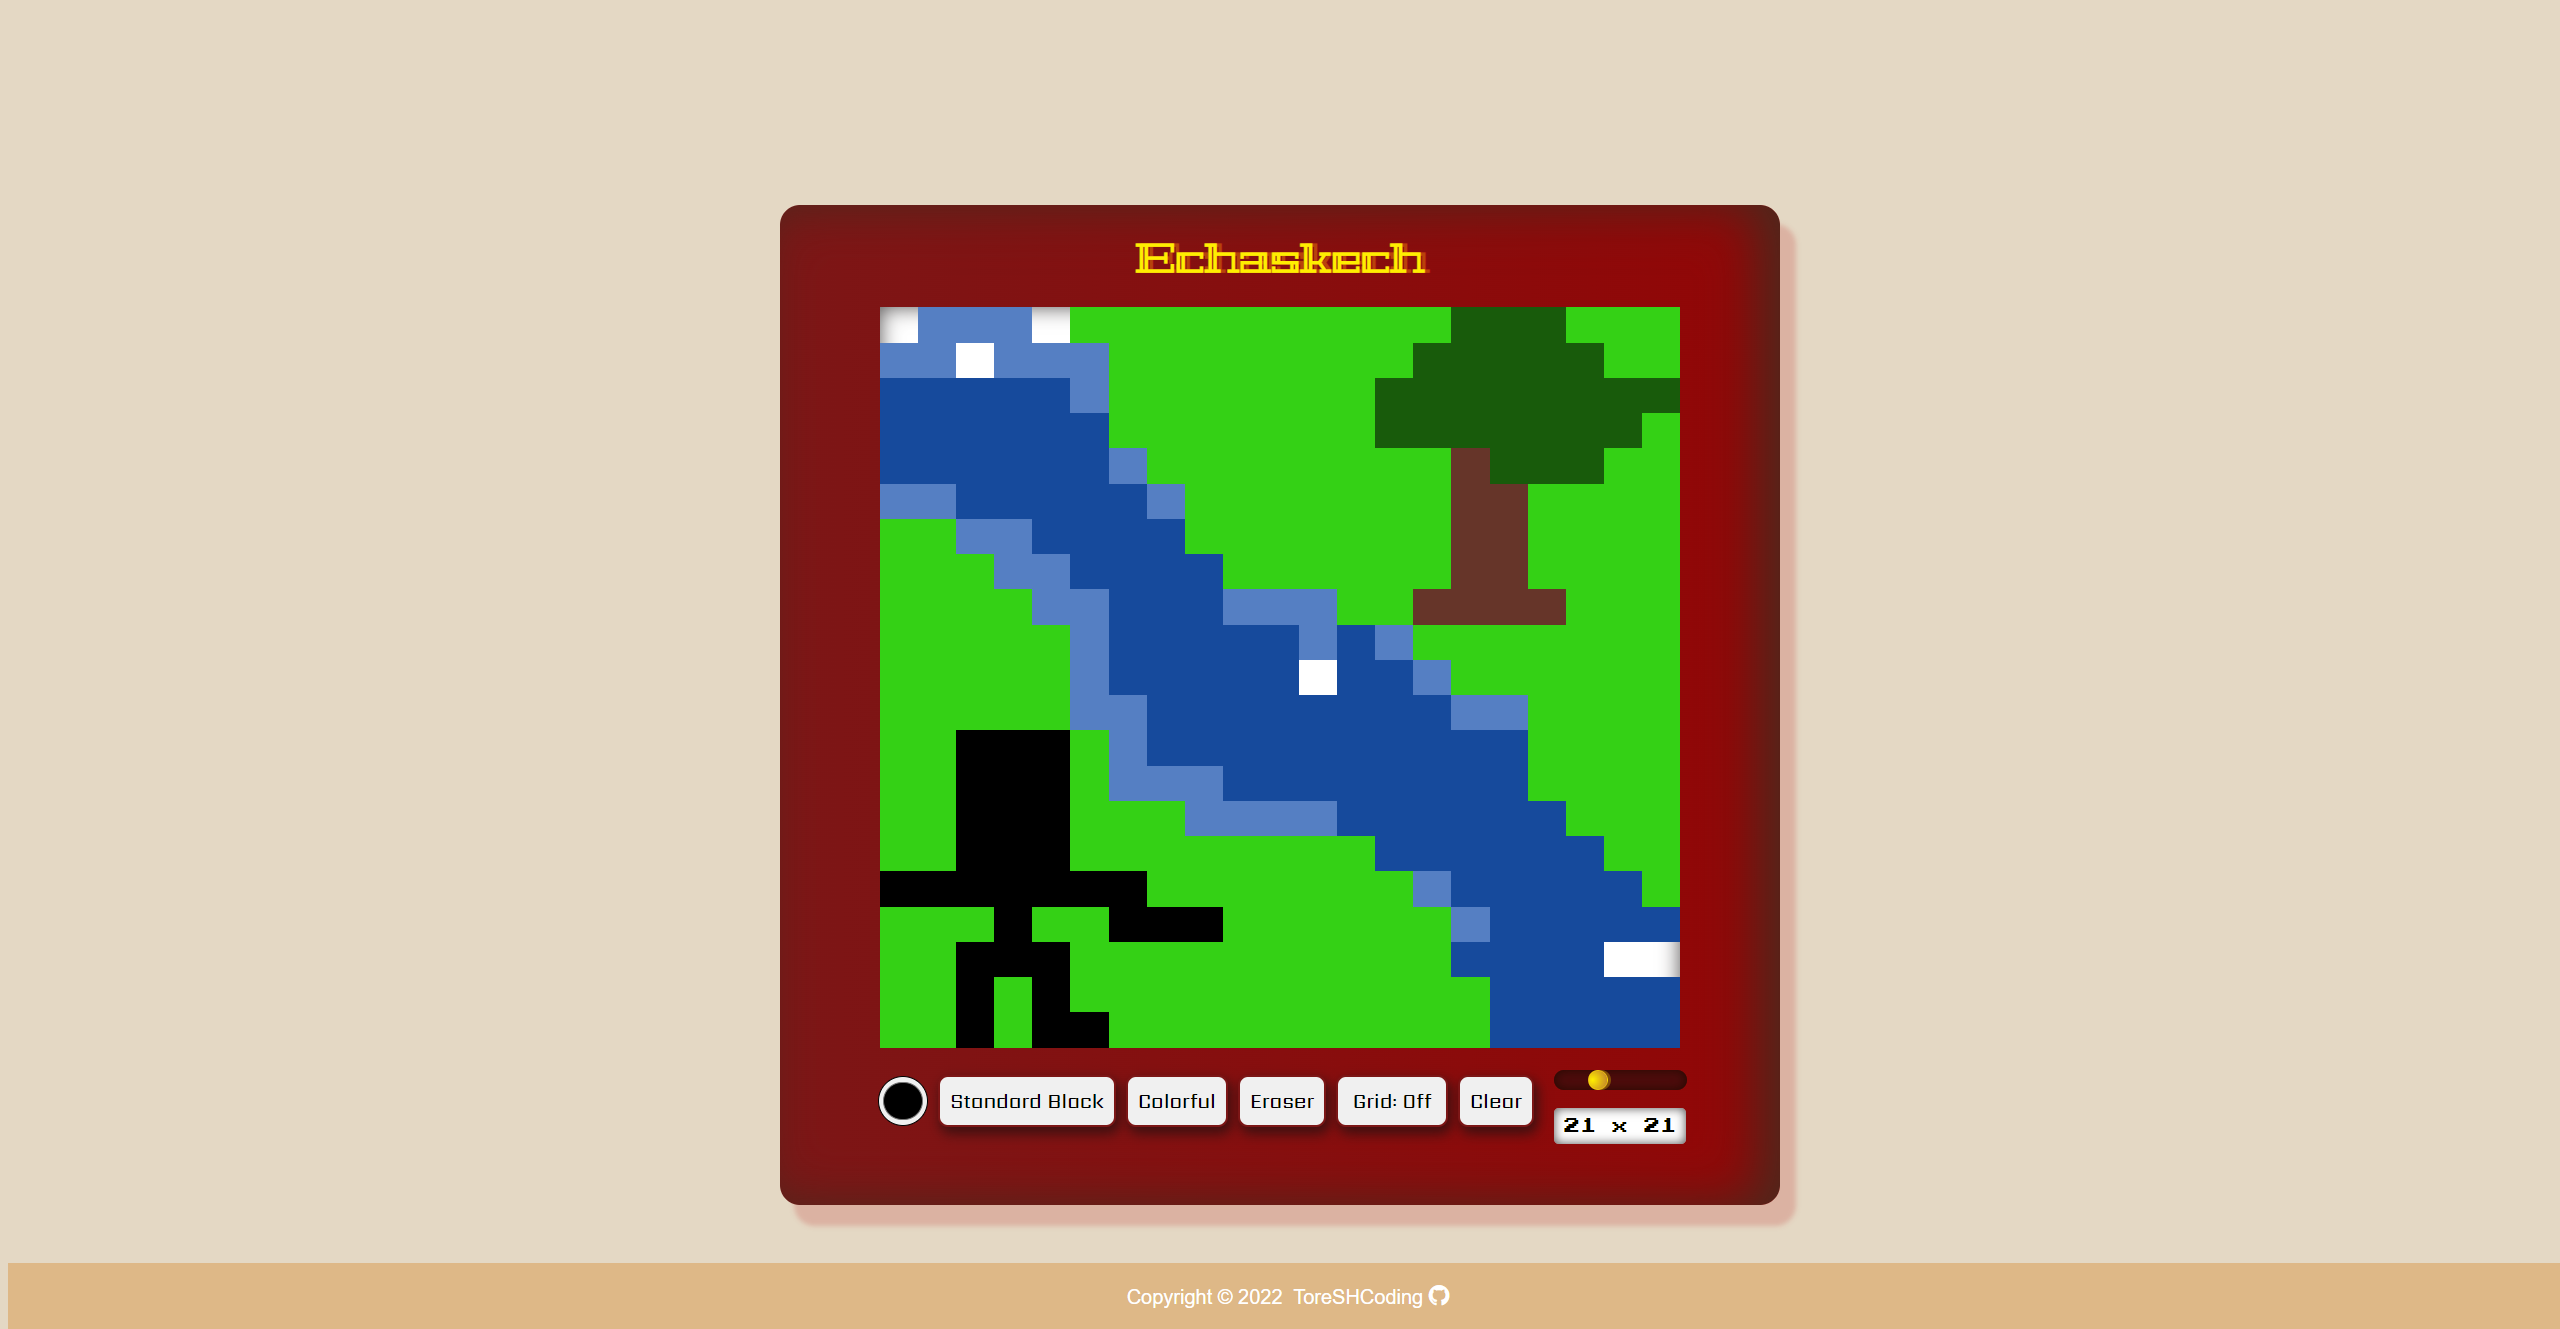 Echaskech
Standard Black Colorful Eraser Grid: Off Clear
21 x 21
Copyright © 2022 ToreSHCoding